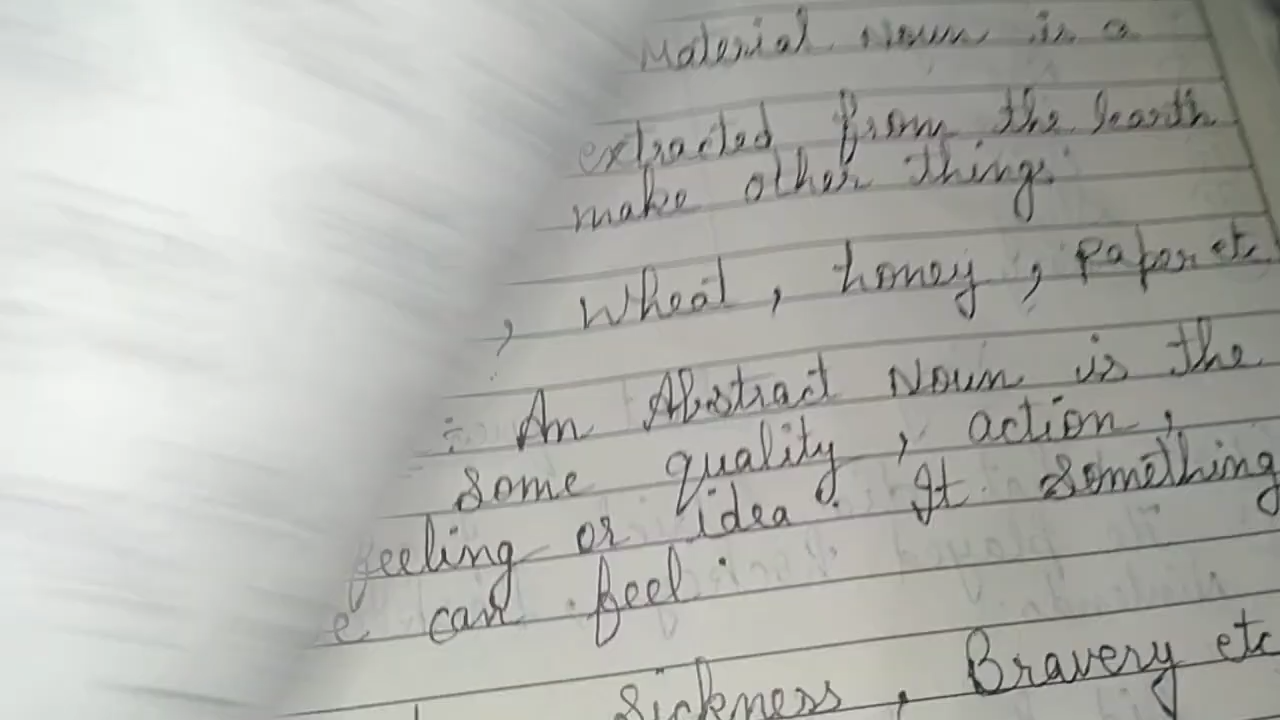 Material Noun is a
extracted from the hearth
make other things.
, Wheat, honey, Paper etc
÷ An Abstract Noun is the
some quality, action,
feeling or idea. It something
e can feel.
Sickness, Bravery etc